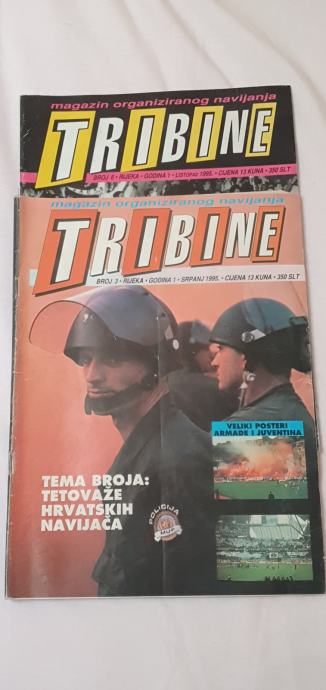 magazin organiziranog navijanja
TRIBINE
BROJ 6 • RIJEKA • GODINA 1 • LISTOPAD 1995. • CIJENA 13 KUNA • 350 SLT
magazin organiziranog navijanja
TRIBINE
BROJ 3 • RIJEKA • GODINA 1 • SRPANJ 1995. • CIJENA 13 KUNA • 350 SLT
VELIKI POSTERI
ARMADE I JUVENTINA
TEMA BROJA:
TETOVAŽE
HRVATSKIH
NAVIJAČA
POLICIJA